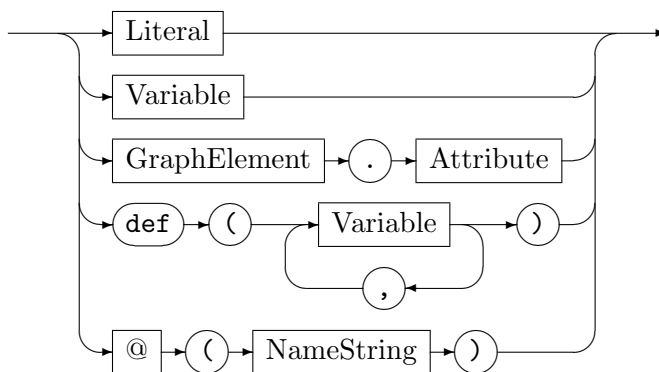 Literal
Variable
GraphElement . Attribute
def ( Variable )
,
@ ( NameString )